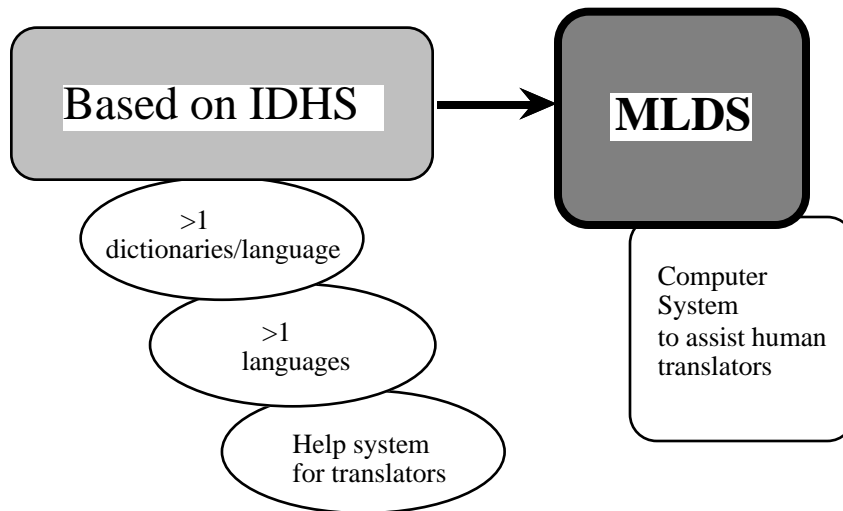 Based on IDHS
MLDS
>1
dictionaries/language
>1
languages
Help system
for translators
Computer
System
to assist human
translators